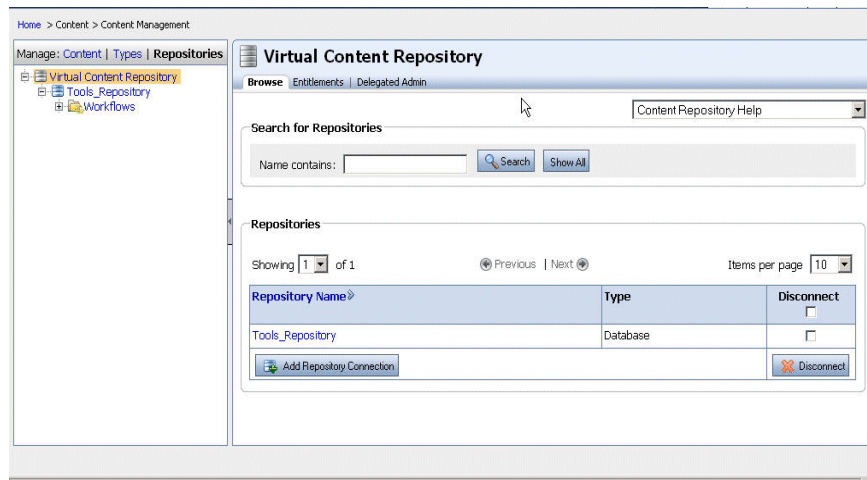 Home > Content > Content Management
Manage: Content | Types | Repositories
Virtual Content Repository
Tools_Repository
Workflows
Virtual Content Repository
Browse Entitlements | Delegated Admin
Content Repository Help
Search for Repositories
Name contains: Search Show All
Repositories
Showing 1 of 1 Previous | Next Items per page 10
Repository Name Type Disconnect
Tools_Repository Database
Add Repository Connection Disconnect